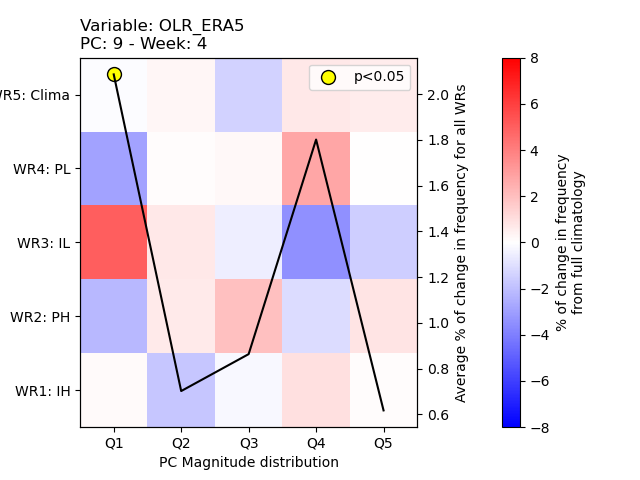 Variable: OLR_ERA5
PC: 9 - Week: 4
p<0.05
WR5: Clima
WR4: PL
WR3: IL
WR2: PH
WR1: IH
Q1 Q2 Q3 Q4 Q5
PC Magnitude distribution
2.0
1.8
1.6
1.4
1.2
1.0
0.8
0.6
Average % of change in frequency for all WRs
8
6
4
2
0
−2
−4
−6
−8
% of change in frequency
from full climatology